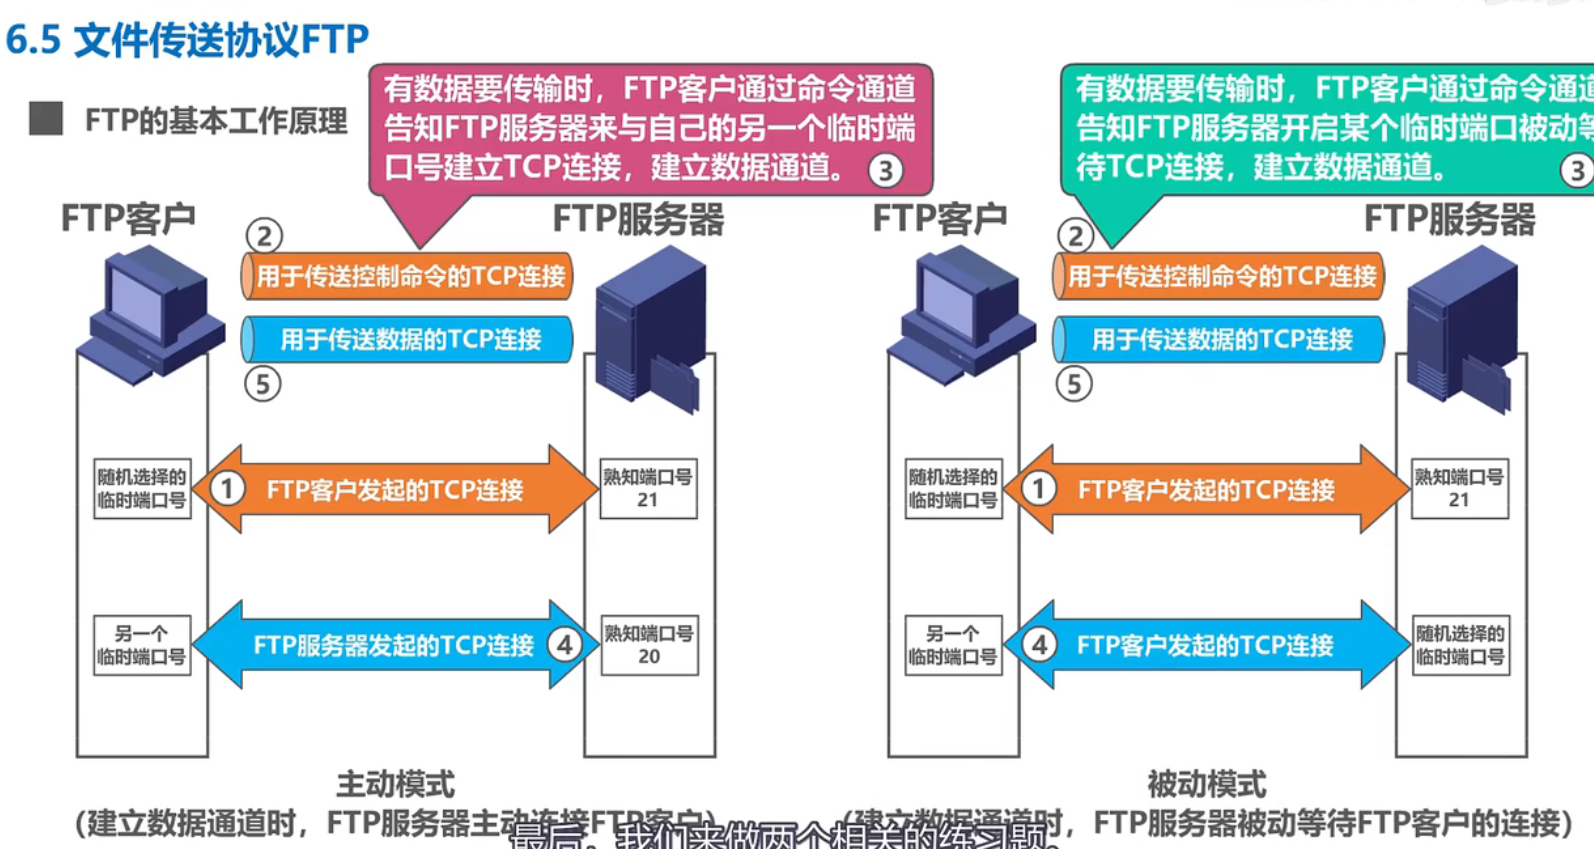 6.5 文件传送协议FTP
FTP的基本工作原理
有数据要传输时，FTP客户通过命令通道
告知FTP服务器来与自己的另一个临时端
口号建立TCP连接，建立数据通道。 ③
FTP客户
FTP服务器
②
用于传送控制命令的TCP连接
用于传送数据的TCP连接
⑤
随机选择的
临时端口号
① FTP客户发起的TCP连接
熟知端口号
21
另一个
临时端口号
FTP服务器发起的TCP连接 ④
熟知端口号
20
主动模式
(建立数据通道时，FTP服务器主动连接FTP客户)
有数据要传输时，FTP客户通过命令通道
告知FTP服务器开启某个临时端口被动等
待TCP连接，建立数据通道。 ③
FTP客户
FTP服务器
②
用于传送控制命令的TCP连接
用于传送数据的TCP连接
⑤
随机选择的
临时端口号
① FTP客户发起的TCP连接
熟知端口号
21
另一个
临时端口号
④ FTP客户发起的TCP连接
随机选择的
临时端口号
被动模式
(建立数据通道时，FTP服务器被动等待FTP客户的连接)
最后，我们来做两个相关的练习题。